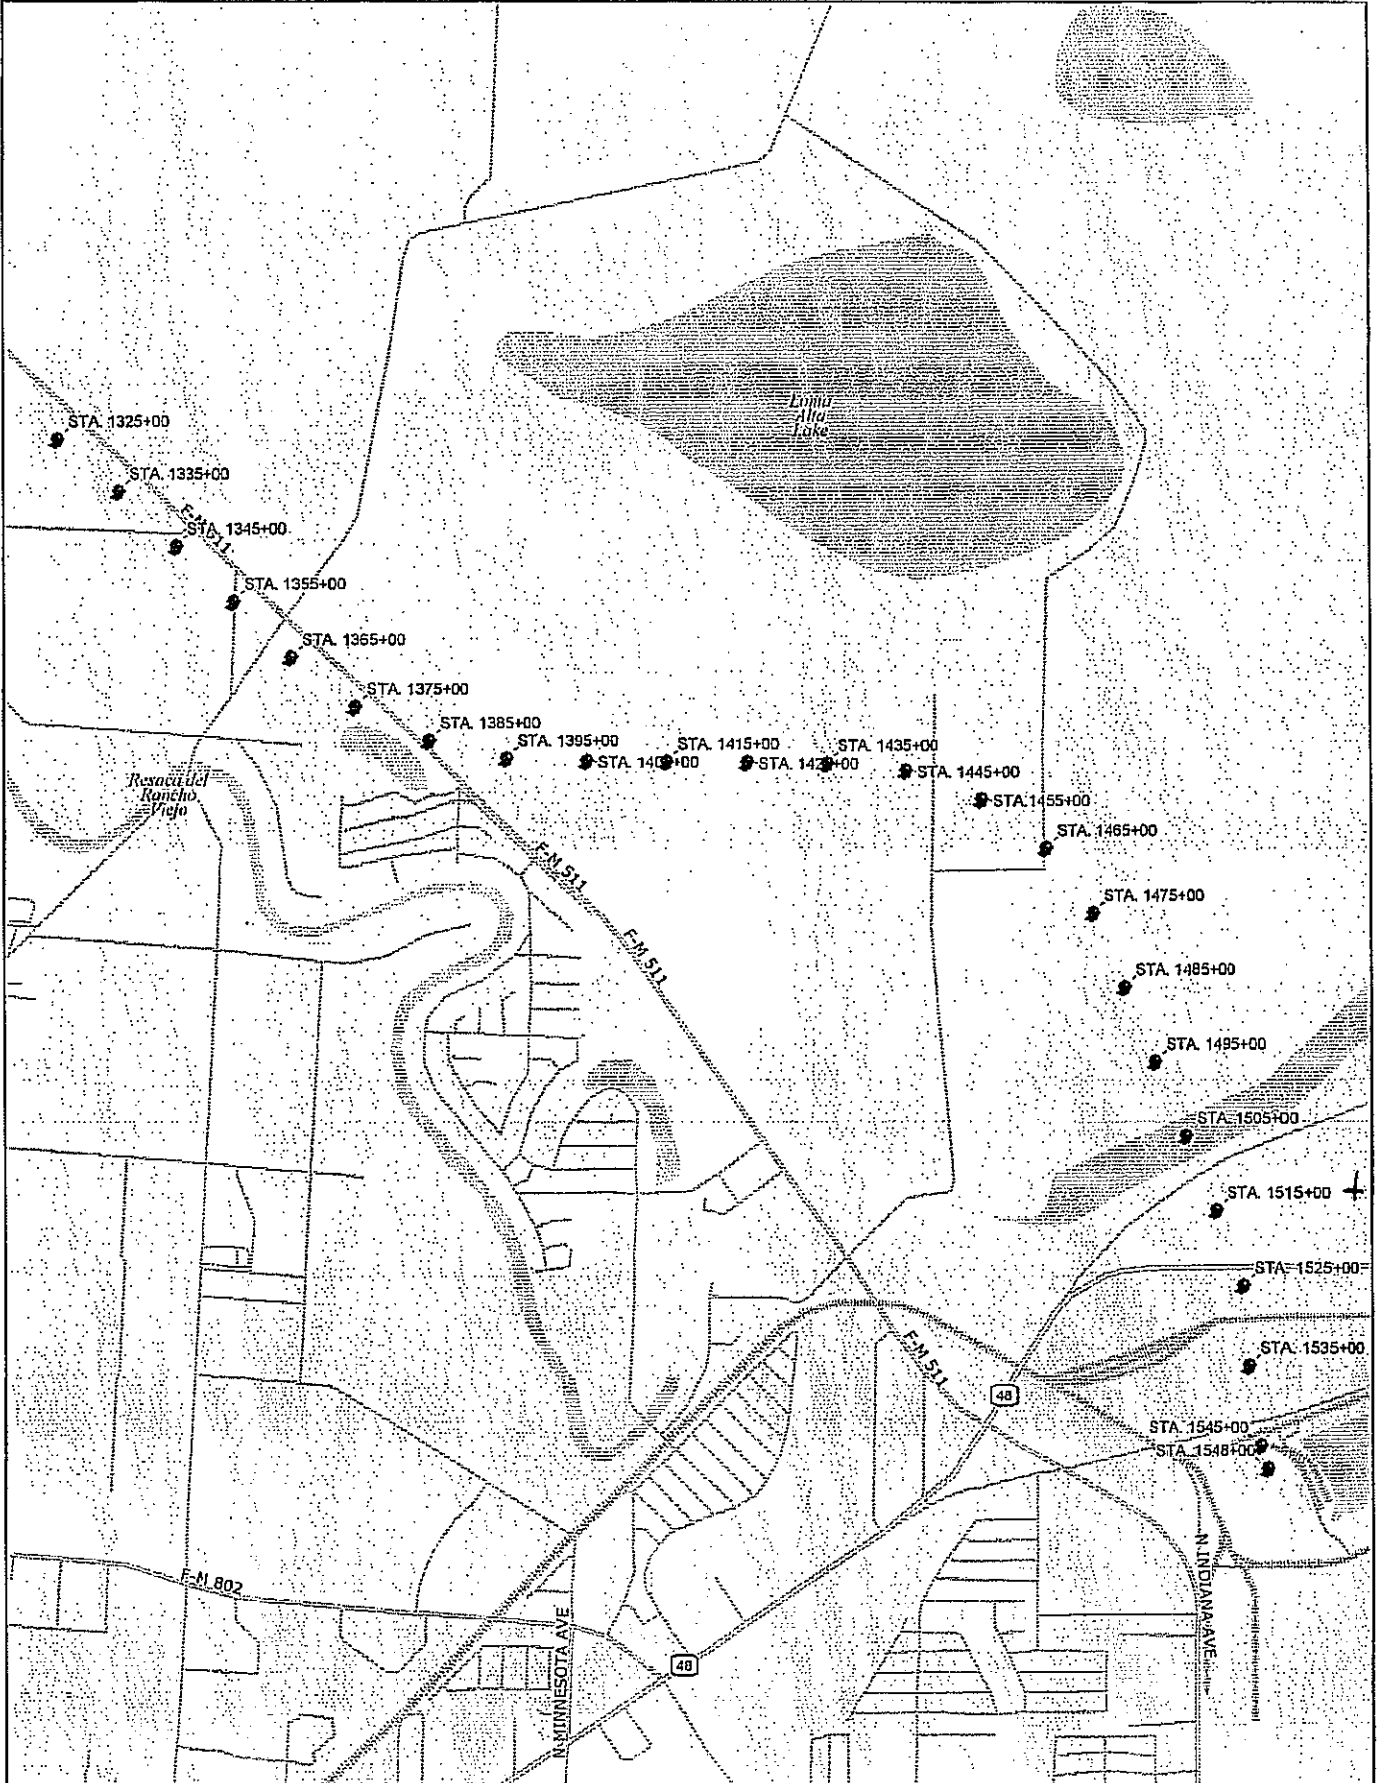 Loma
Alta
Lake
STA. 1325+00
STA. 1335+00
F-M 511
STA. 1345+00
STA. 1355+00
STA. 1365+00
STA. 1375+00
STA. 1385+00
STA. 1395+00
STA. 1415+00
STA. 1435+00
STA. 1445+00
STA. 1455+00
STA. 1465+00
Resaca del
Rancho
Viejo
F-M 511
STA. 1475+00
F-M 511
STA. 1485+00
STA. 1495+00
STA. 1505+00
STA. 1515+00
STA. 1525+00
STA. 1535+00
F-M 511
48
STA. 1545+00
STA. 1548+00
F-M 802
N INDIANA AVE
N MINNESOTA AVE
48